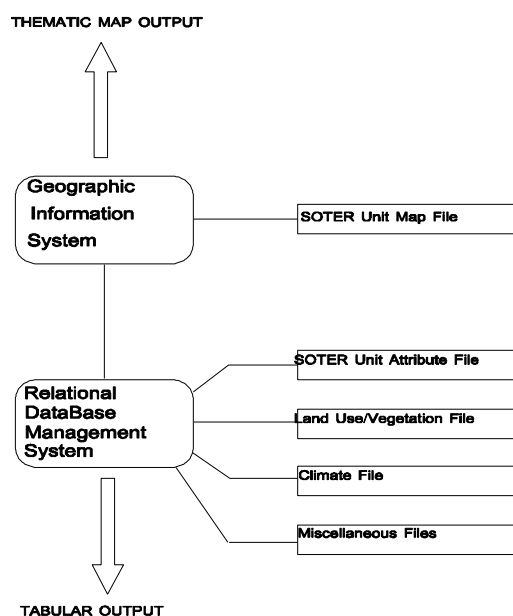 THEMATIC MAP OUTPUT
Geographic
Information
System
SOTER Unit Map File
SOTER Unit Attribute File
Relational
DataBase
Management
System
Land Use/Vegetation File
Climate File
Miscellaneous Files
TABULAR OUTPUT